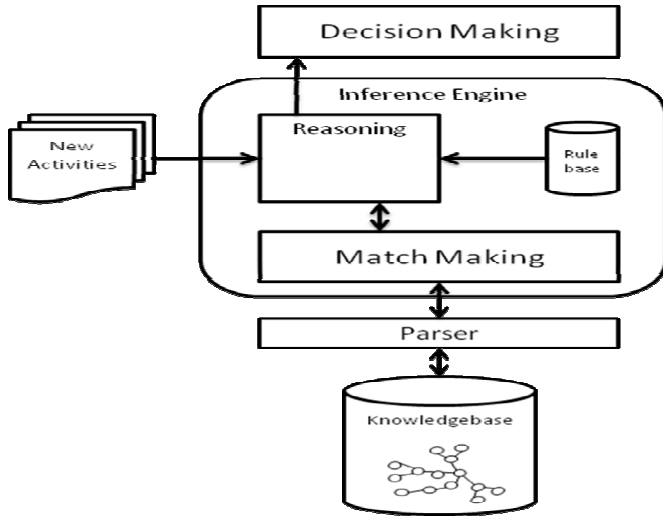 Decision Making
Inference Engine
Reasoning
New
Activities
Rule
base
Match Making
Parser
Knowledgebase